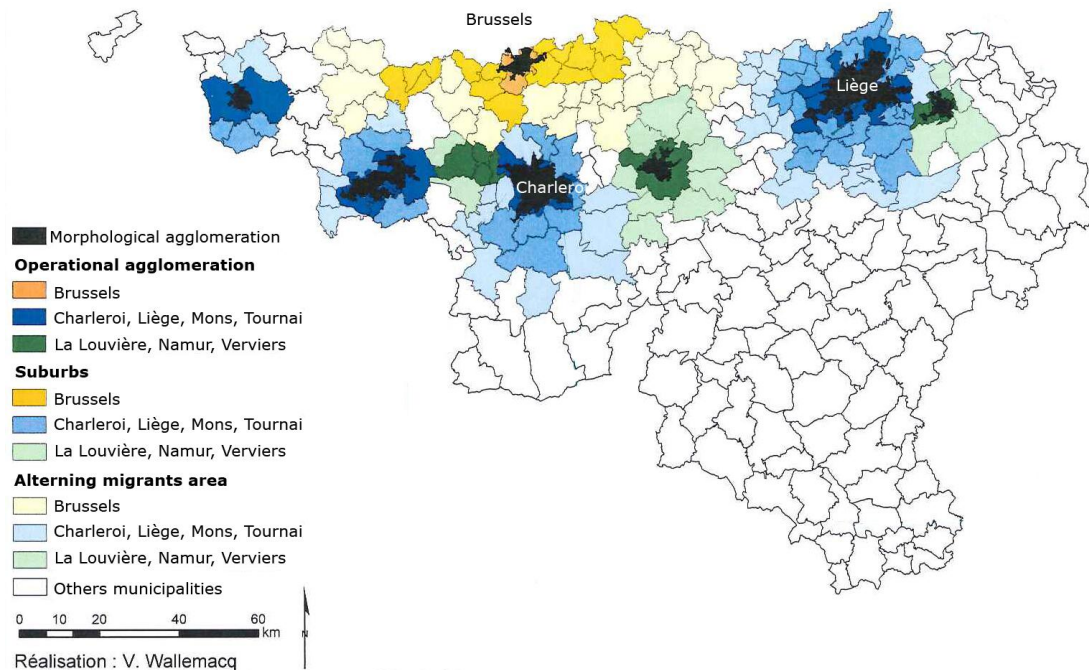 Brussels
Liège
Charleroi
Morphological agglomeration
Operational agglomeration
Brussels
Charleroi, Liège, Mons, Tournai
La Louvière, Namur, Verviers
Suburbs
Brussels
Charleroi, Liège, Mons, Tournai
La Louvière, Namur, Verviers
Alterning migrants area
Brussels
Charleroi, Liège, Mons, Tournai
La Louvière, Namur, Verviers
Others municipalities
0 10 20 40 60
km
N
Réalisation : V. Wallemacq